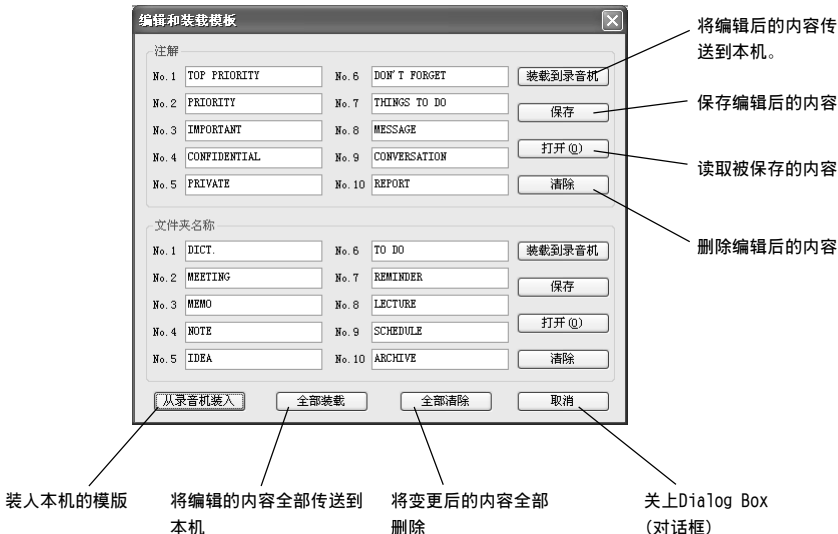 编辑和装载模板
注解
No.1 TOP PRIORITY No.6 DON'T FORGET 装载到录音机
No.2 PRIORITY No.7 THINGS TO DO 保存
No.3 IMPORTANT No.8 MESSAGE
No.4 CONFIDENTIAL No.9 CONVERSATION 打开(O)
No.5 PRIVATE No.10 REPORT 清除
文件夹名称
No.1 DICT. No.6 TO DO 装载到录音机
No.2 MEETING No.7 REMINDER 保存
No.3 MEMO No.8 LECTURE
No.4 NOTE No.9 SCHEDULE 打开(O)
No.5 IDEA No.10 ARCHIVE 清除
从录音机装入 全部装载 全部清除 取消
将编辑后的内容传
送到本机。
保存编辑后的内容
读取被保存的内容
删除编辑后的内容
装人本机的模版
将编辑的内容全部传送到
本机
将变更后的内容全部
删除
关上Dialog Box
(对话框)